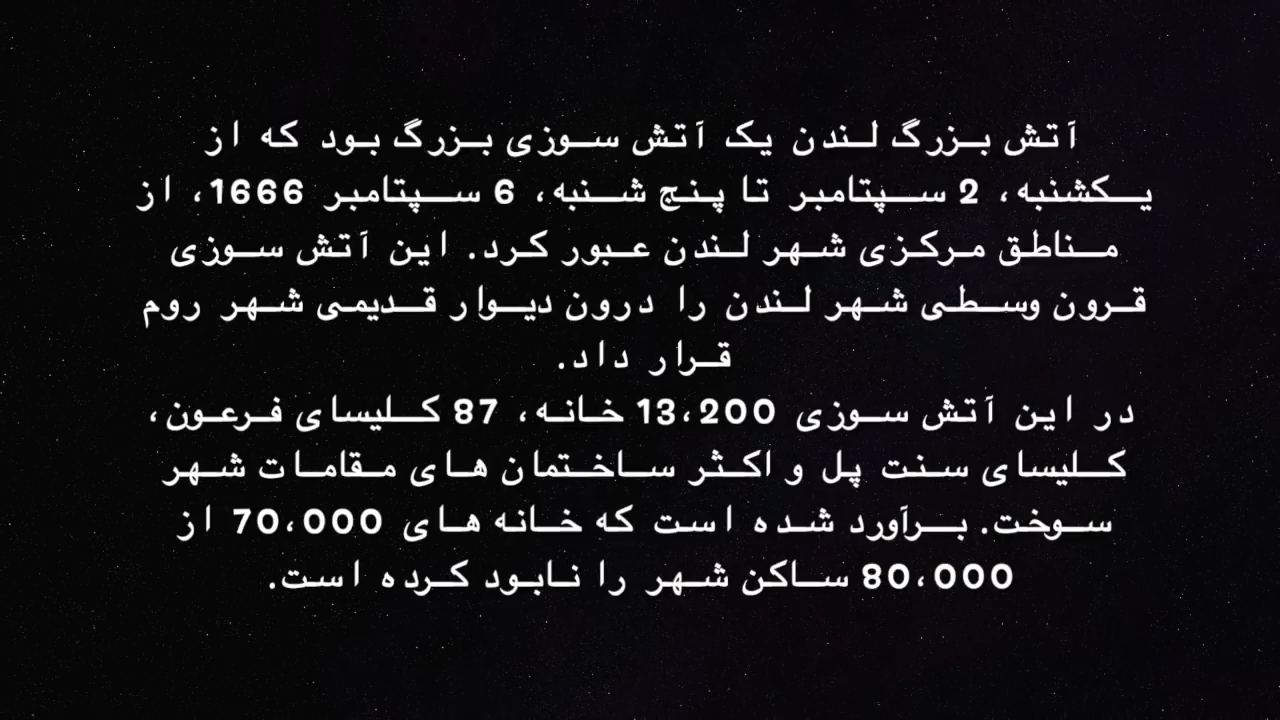 آتش بزرگ لندن یک آتش سوزی بزرگ بود که از
یکشنبه، 2 سپتامبر تا پنج شنبه، 6 سپتامبر 1666، از
مناطق مرکزی شهر لندن عبور کرد. این آتش سوزی
قرون وسطی شهر لندن را درون دیوار قدیمی شهر روم
قرار داد.
در این آتش سوزی 13،200 خانه، 87 کلیسای فرعون،
کلیسای سنت پل و اکثر ساختمان های مقامات شهر
سوخت. برآورد شده است که خانه های 70،000 از
80،000 ساکن شهر را نابود کرده است.